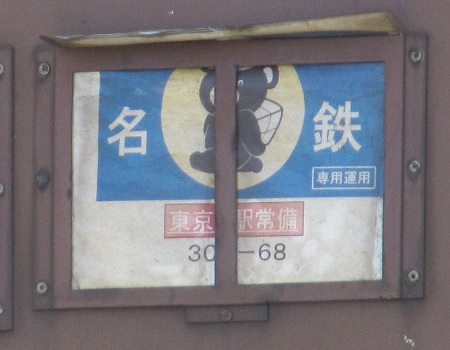 名鉄
専用運用
東京 駅常備
30 -68